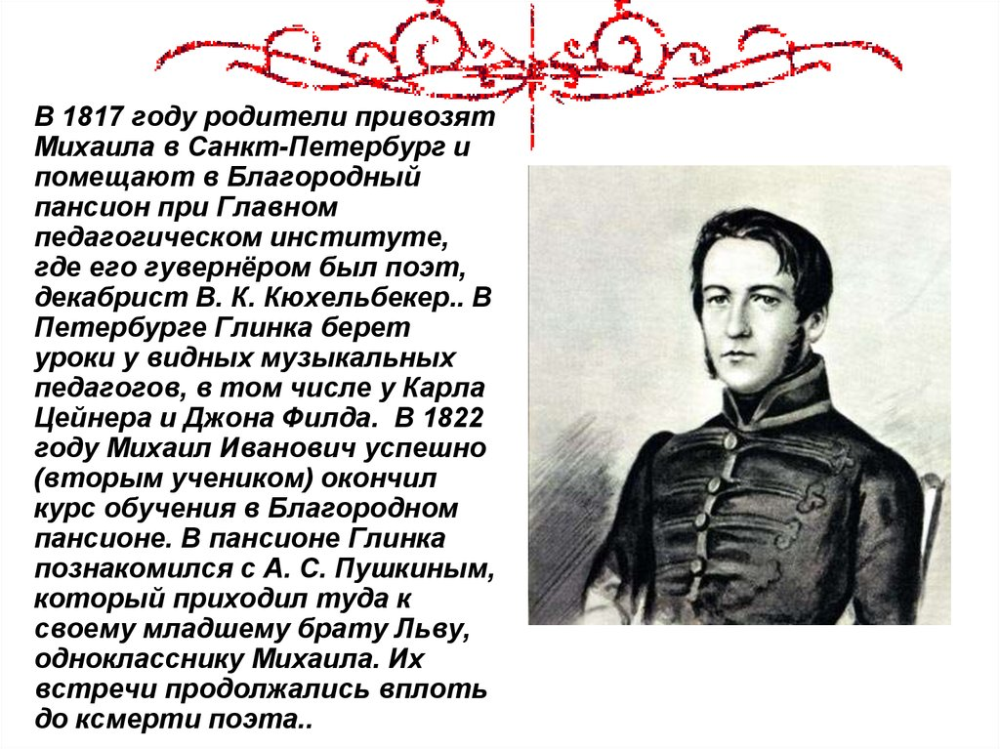 В 1817 году родители привозят
Михаила в Санкт-Петербург и
помещают в Благородный
пансион при Главном
педагогическом институте,
где его гувернёром был поэт,
декабрист В. К. Кюхельбекер.. В
Петербурге Глинка берет
уроки у видных музыкальных
педагогов, в том числе у Карла
Цейнера и Джона Филда.  В 1822
году Михаил Иванович успешно
(вторым учеником) окончил
курс обучения в Благородном
пансионе. В пансионе Глинка
познакомился с А. С. Пушкиным,
который приходил туда к
своему младшему брату Льву,
однокласснику Михаила. Их
встречи продолжались вплоть
до ксмерти поэта..